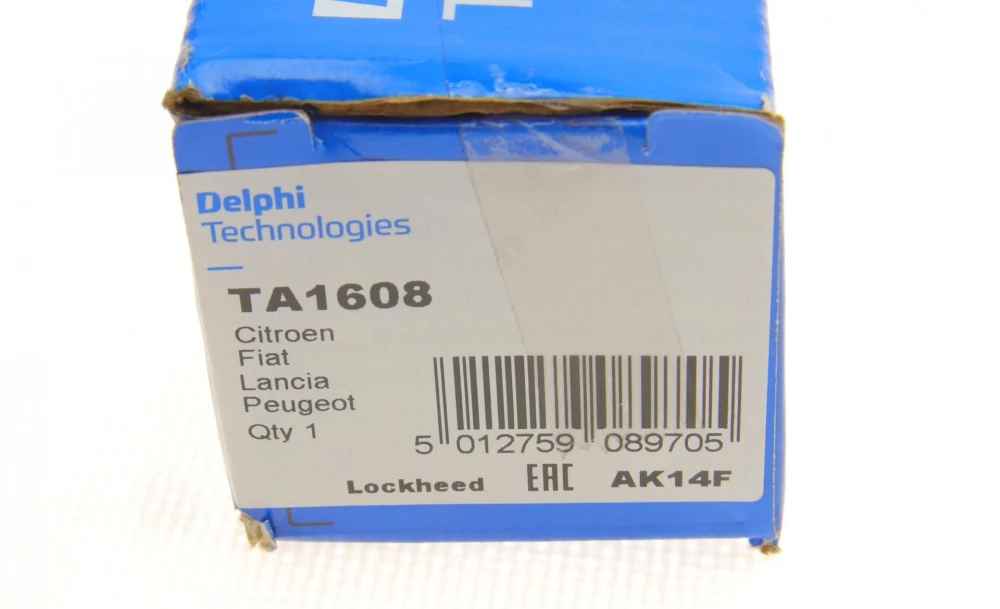 Delphi
Technologies
TA1608
Citroen
Fiat
Lancia
Peugeot
Qty 1
5 012759 089705
Lockheed EAC AK14F